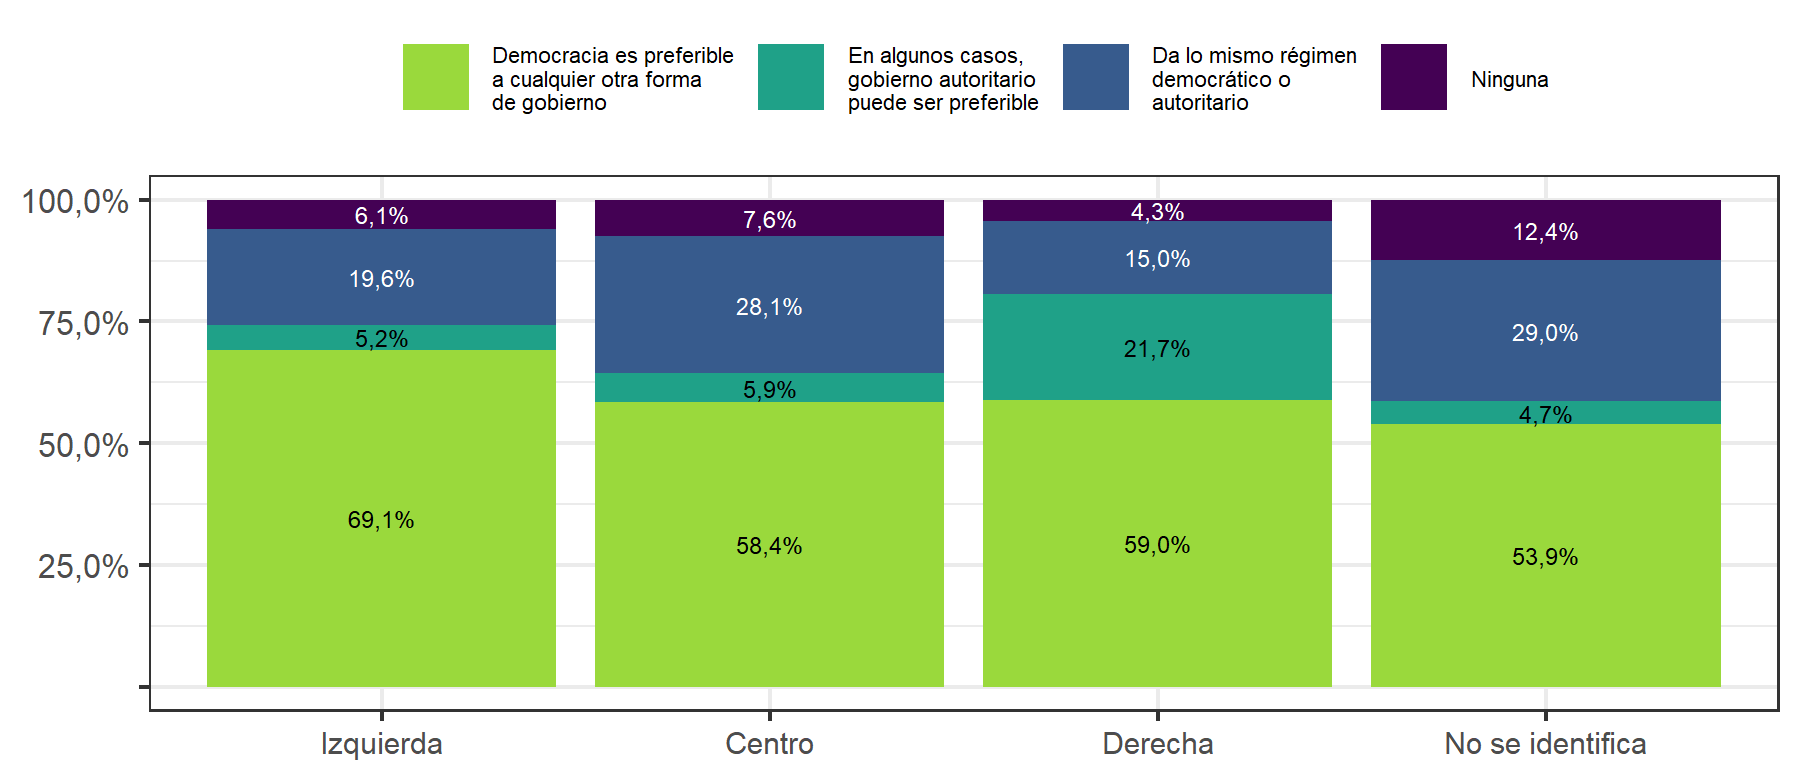 Democracia es preferible
a cualquier otra forma
de gobierno
En algunos casos,
gobierno autoritario
puede ser preferible
Da lo mismo régimen
democrático o
autoritario
Ninguna
100,0%
75,0%
50,0%
25,0%
6,1%
19,6%
5,2%
69,1%
7,6%
28,1%
5,9%
58,4%
4,3%
15,0%
21,7%
59,0%
12,4%
29,0%
4,7%
53,9%
Izquierda
Centro
Derecha
No se identifica